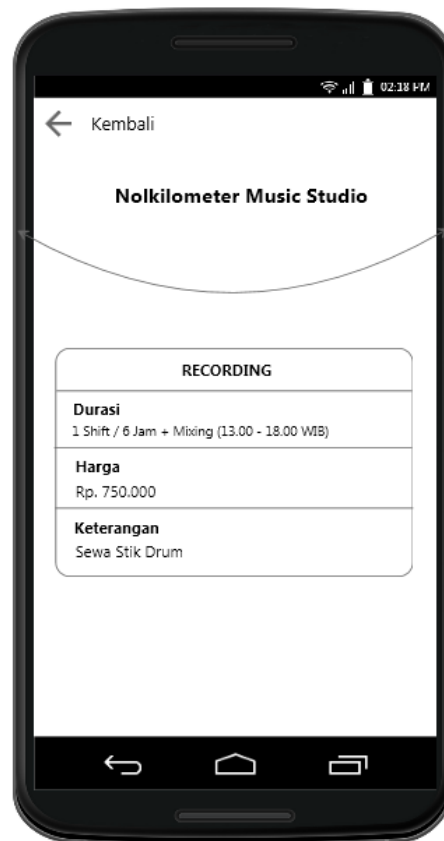 02:18 PM
Kembali
Nolkilometer Music Studio
RECORDING
Durasi
1 Shift / 6 Jam + Mixing (13.00 - 18.00 WIB)
Harga
Rp. 750.000
Keterangan
Sewa Stik Drum